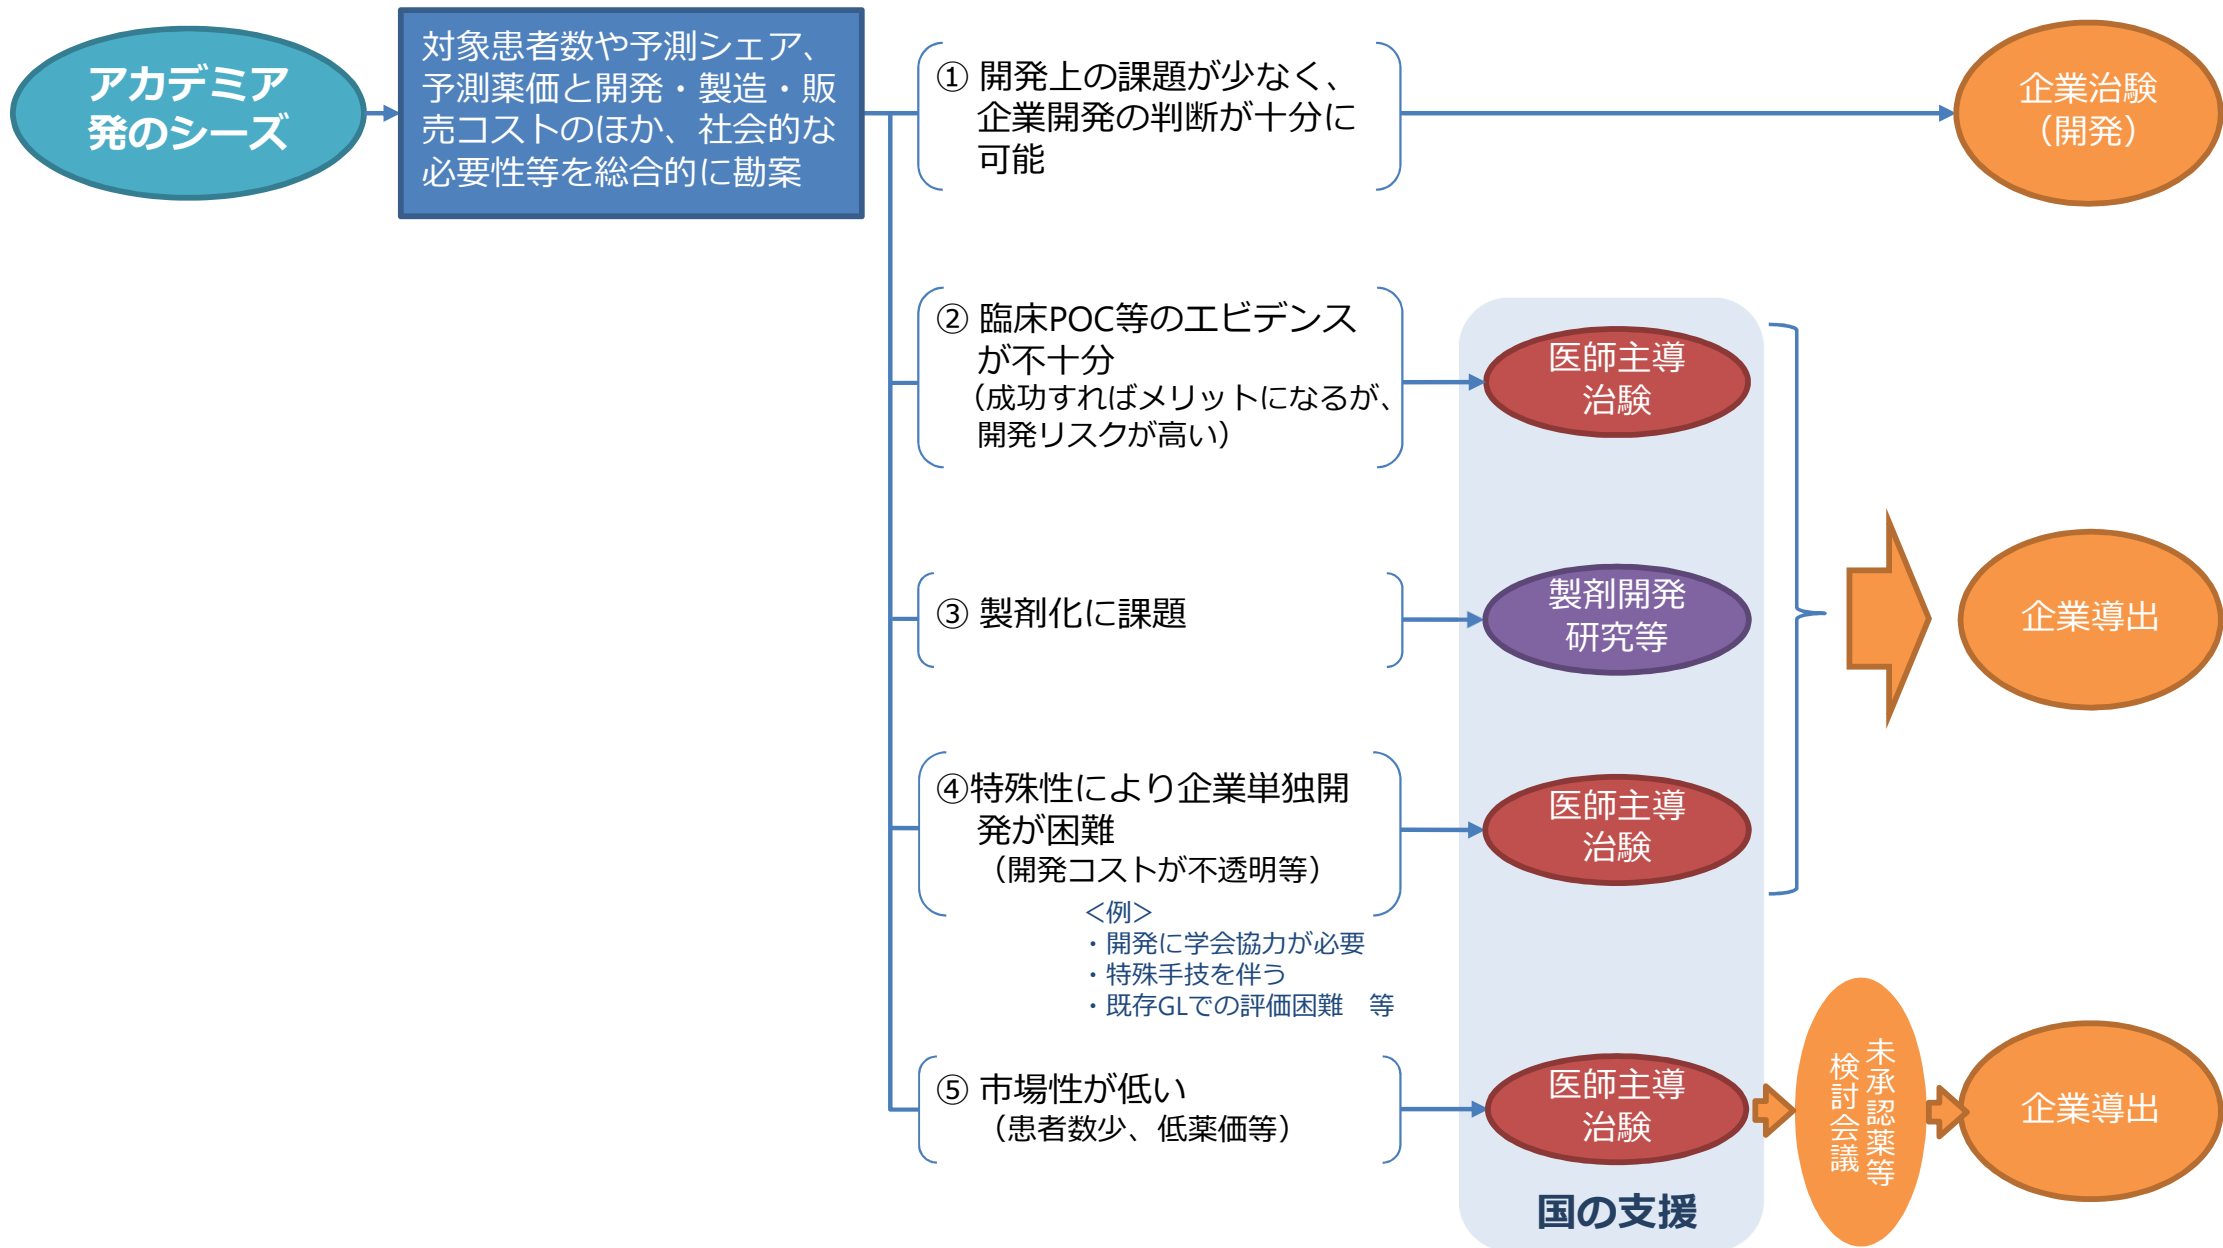 アカデミア
発のシーズ
対象患者数や予測シェア、
予測薬価と開発・製造・販
売コストのほか、社会的な
必要性等を総合的に勘案
① 開発上の課題が少なく、
企業開発の判断が十分に
可能
企業治験
（開発）
② 臨床POC等のエビデンス
が不十分
（成功すればメリットになるが、
開発リスクが高い）
医師主導
治験
③ 製剤化に課題
製剤開発
研究等
企業導出
④特殊性により企業単独開
発が困難
（開発コストが不透明等）
＜例＞
・開発に学会協力が必要
・特殊手技を伴う
・既存GLでの評価困難　等
医師主導
治験
⑤ 市場性が低い
（患者数少、低薬価等）
医師主導
治験
未承認薬等
検討会議
企業導出
国の支援